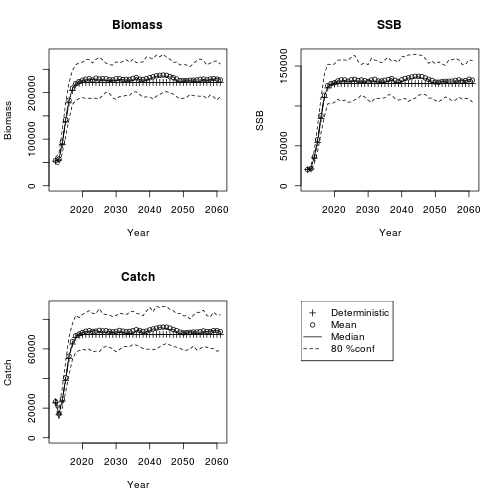 Biomass
Biomass
0 100000 200000
2020 2030 2040 2050 2060
Year
SSB
SSB
0 50000 150000
2020 2030 2040 2050 2060
Year
Catch
Catch
0 20000 60000
2020 2030 2040 2050 2060
Year
Deterministic
Mean
Median
80 %conf